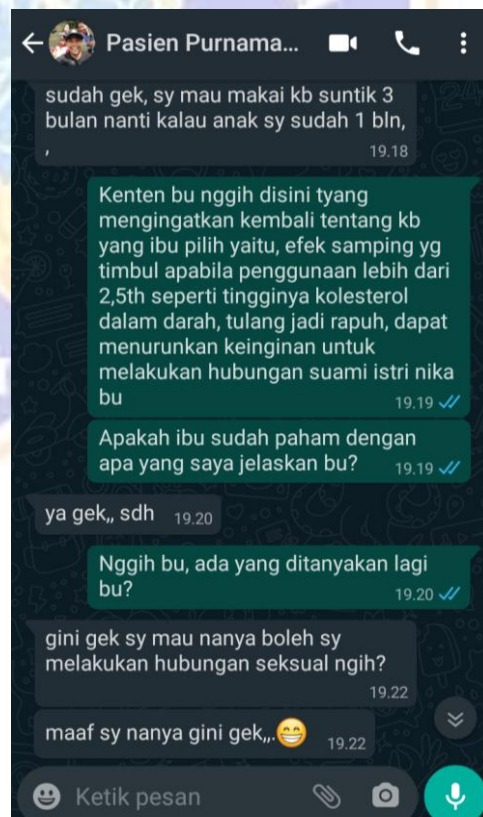 Pasien Purnama...
sudah gek, sy mau makai kb suntik 3
bulan nanti kalau anak sy sudah 1 bln,
,
19.18
Kenten bu nggih disini tyang
mengingatkan kembali tentang kb
yang ibu pilih yaitu, efek samping yg
timbul apabila penggunaan lebih dari
2,5th seperti tingginya kolesterol
dalam darah, tulang jadi rapuh, dapat
menurunkan keinginan untuk
melakukan hubungan suami istri nika
bu
19.19
Apakah ibu sudah paham dengan
apa yang saya jelaskan bu?
19.19
ya gek,, sdh
19.20
Nggih bu, ada yang ditanyakan lagi
bu?
19.20
gini gek sy mau nanya boleh sy
melakukan hubungan seksual ngih?
19.22
maaf sy nanya gini gek,,.😁
19.22
Ketik pesan